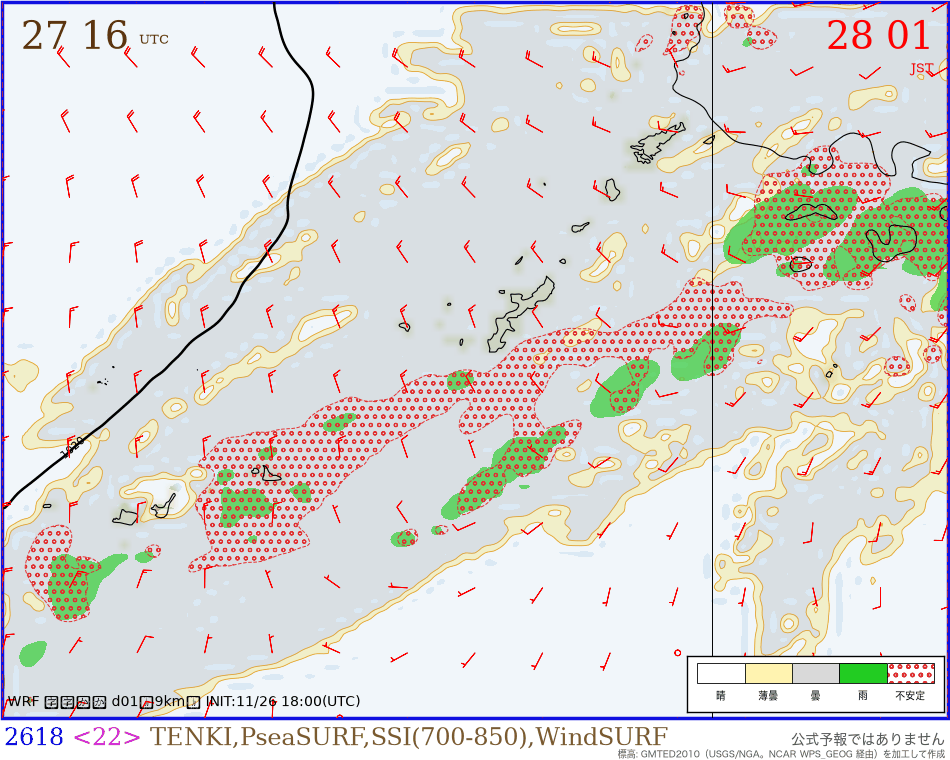 27 16 UTC
28 01
JST
1020
WRF d01 9km INIT:11/26 18:00(UTC)
晴 薄曇 曇 雨 不安定
2618 <22> TENKI,PseaSURF,SSI(700-850),WindSURF
公式予報ではありません
標高: GMTED2010（USGS/NGA。NCAR WPS_GEOG 経由）を加工して作成